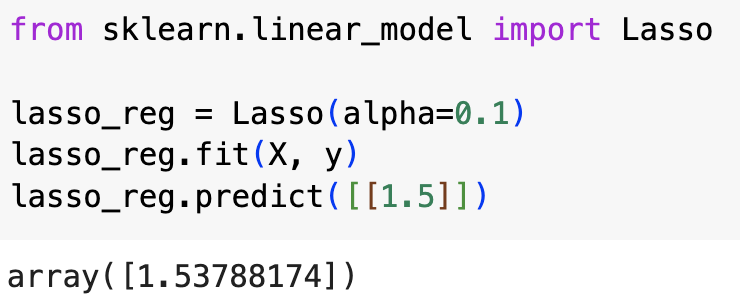 from sklearn.linear_model import Lasso
lasso_reg = Lasso(alpha=0.1)
lasso_reg.fit(X, y)
lasso_reg.predict([[1.5]])
array([1.53788174])